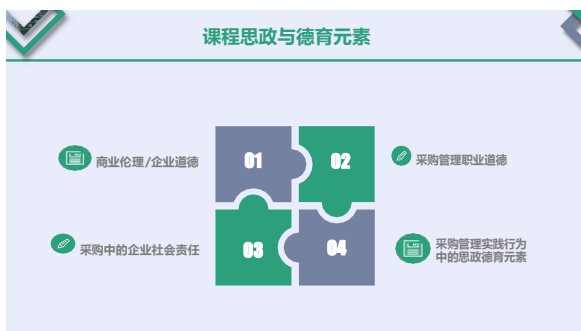 课程思政与德育元素
商业伦理/企业道德
01
02
采购管理职业道德
采购中的企业社会责任
03
04
采购管理实践行为
中的思政德育元素